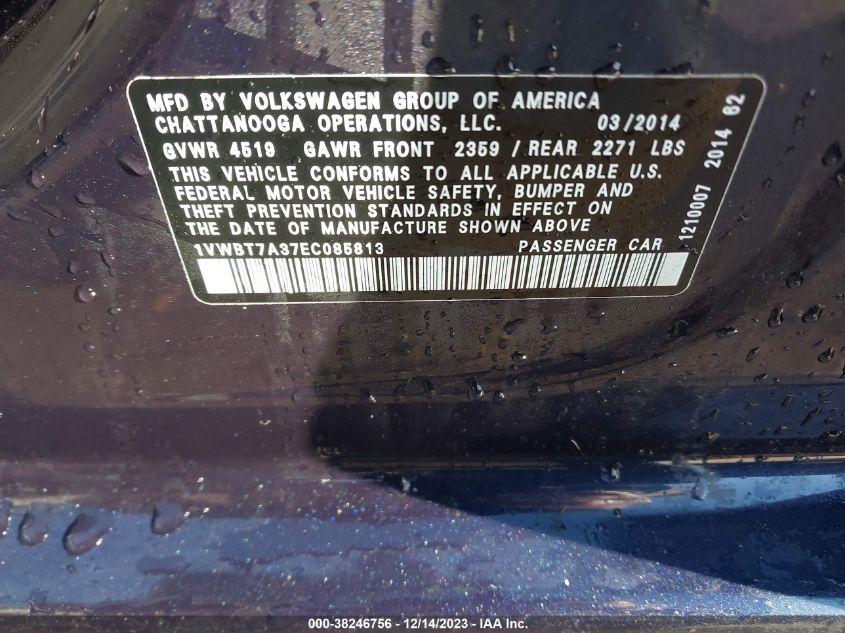 MFD BY VOLKSWAGEN GROUP OF AMERICA
CHATTANOOGA OPERATIONS, LLC. 03/2014
GVWR 4519 GAWR FRONT 2359 / REAR 2271 LBS
THIS VEHICLE CONFORMS TO ALL APPLICABLE U.S.
FEDERAL MOTOR VEHICLE SAFETY, BUMPER AND
THEFT PREVENTION STANDARDS IN EFFECT ON
THE DATE OF MANUFACTURE SHOWN ABOVE
1VWBT7A37EC085813 PASSENGER CAR
1210007 2014 62
000-38246756 - 12/14/2023 - IAA Inc.